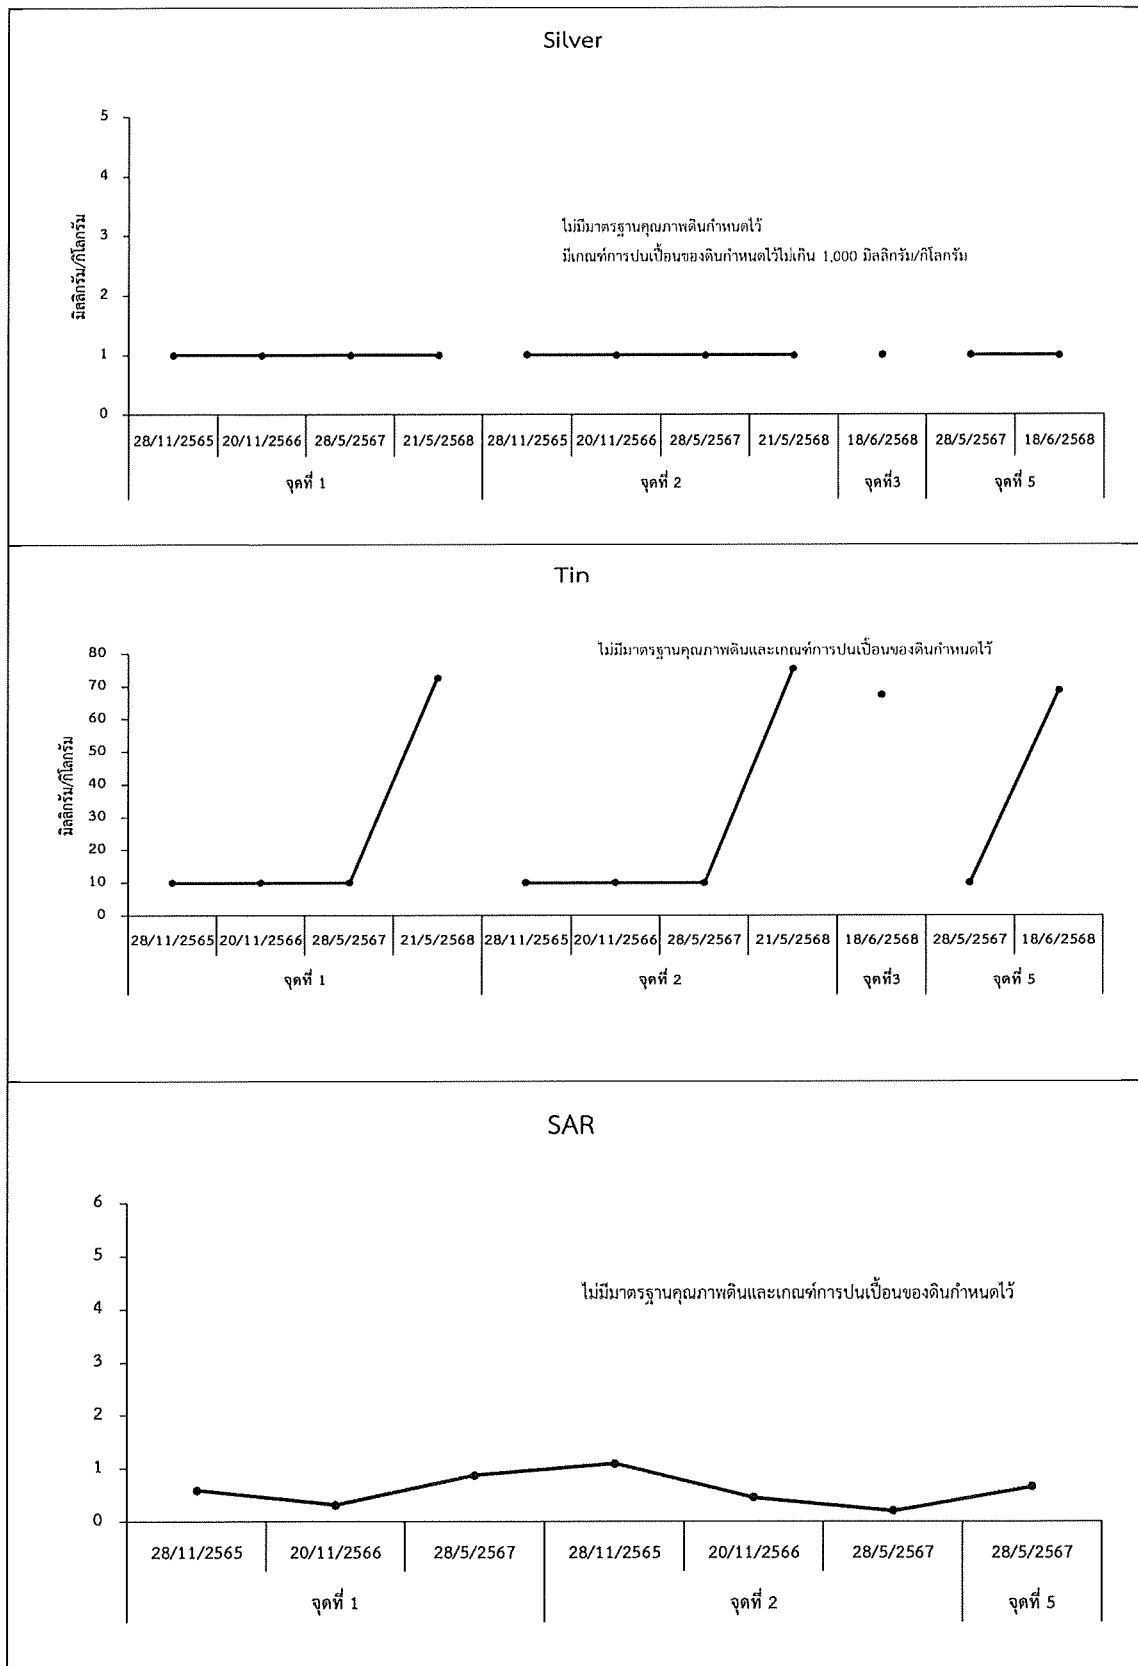 Silver
5
4
3
2
1
0
มิลลิกรัม/กิโลกรัม
ไม่มีมาตรฐานคุณภาพดินกำหนดไว้
มีเกณฑ์การปนเปื้อนของดินกำหนดไว้ไม่เกิน 1,000 มิลลิกรัม/กิโลกรัม
28/11/2565 20/11/2566 28/5/2567 21/5/2568 28/11/2565 20/11/2566 28/5/2567 21/5/2568 18/6/2568 28/5/2567 18/6/2568
จุดที่ 1 จุดที่ 2 จุดที่3 จุดที่ 5
Tin
ไม่มีมาตรฐานคุณภาพดินและเกณฑ์การปนเปื้อนของดินกำหนดไว้
80
70
60
50
40
30
20
10
0
มิลลิกรัม/กิโลกรัม
28/11/2565 20/11/2566 28/5/2567 21/5/2568 28/11/2565 20/11/2566 28/5/2567 21/5/2568 18/6/2568 28/5/2567 18/6/2568
จุดที่ 1 จุดที่ 2 จุดที่3 จุดที่ 5
SAR
6
5
4
3
2
1
0
ไม่มีมาตรฐานคุณภาพดินและเกณฑ์การปนเปื้อนของดินกำหนดไว้
28/11/2565 20/11/2566 28/5/2567 28/11/2565 20/11/2566 28/5/2567 28/5/2567
จุดที่ 1 จุดที่ 2 จุดที่ 5